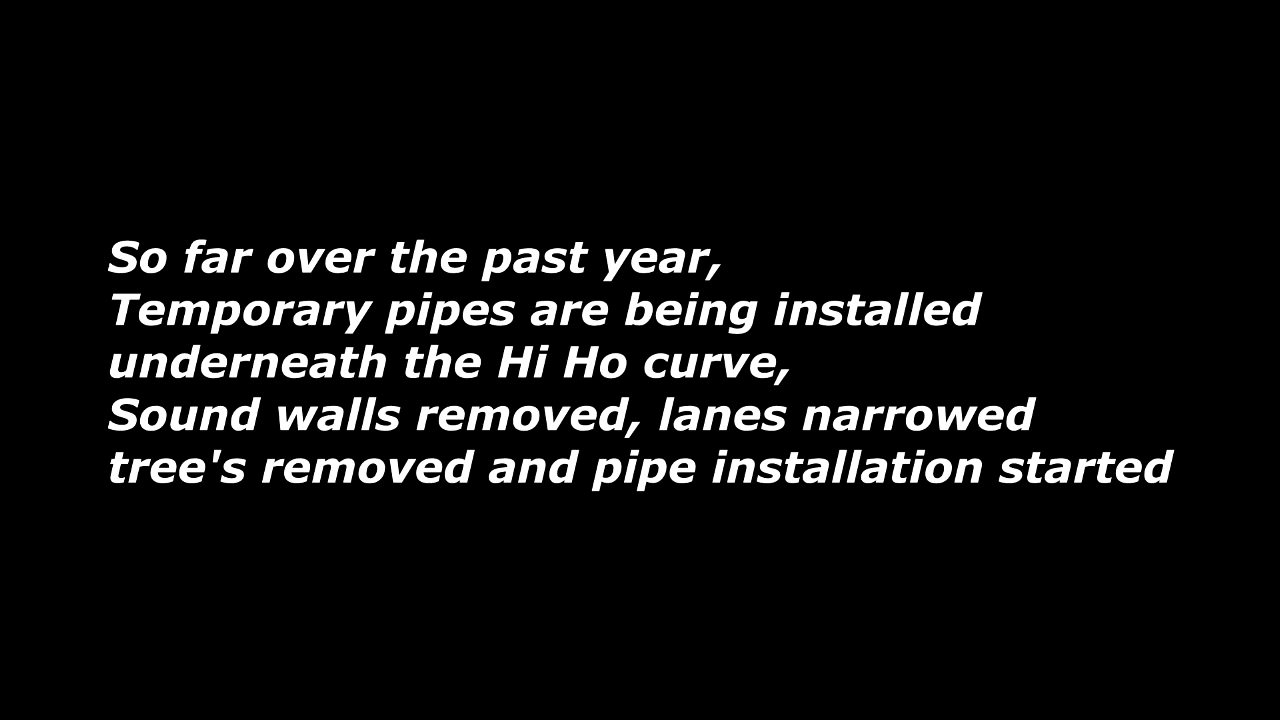 So far over the past year,
Temporary pipes are being installed
underneath the Hi Ho curve,
Sound walls removed, lanes narrowed
tree's removed and pipe installation started